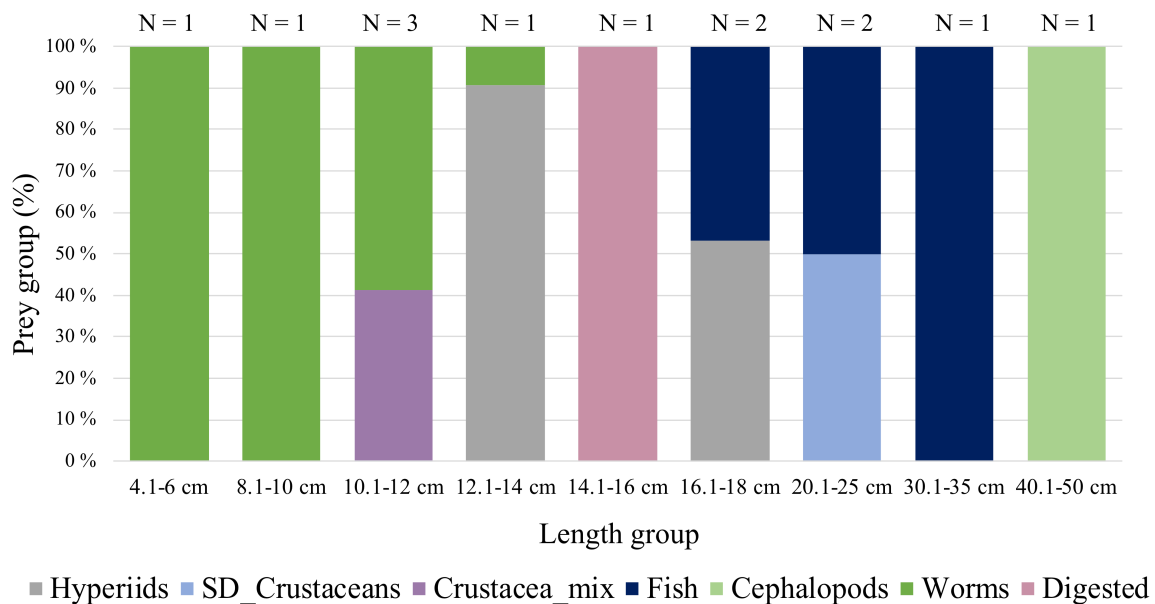 N = 1 N = 1 N = 3 N = 1 N = 1 N = 2 N = 2 N = 1 N = 1
100 %
90 %
80 %
70 %
60 %
50 %
40 %
30 %
20 %
10 %
0 %
Prey group (%)
4.1-6 cm 8.1-10 cm 10.1-12 cm 12.1-14 cm 14.1-16 cm 16.1-18 cm 20.1-25 cm 30.1-35 cm 40.1-50 cm
Length group
Hyperiids SD_Crustaceans Crustacea_mix Fish Cephalopods Worms Digested